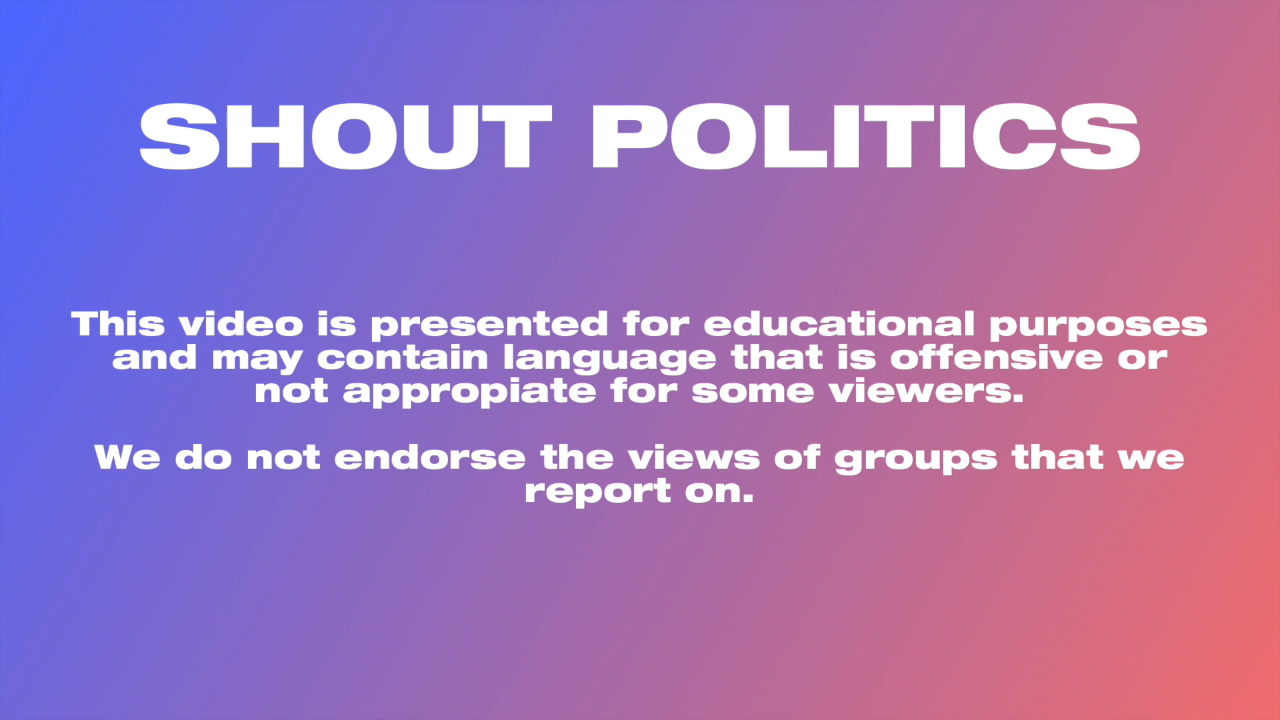 SHOUT POLITICS
This video is presented for educational purposes
and may contain language that is offensive or
not appropiate for some viewers.
We do not endorse the views of groups that we
report on.